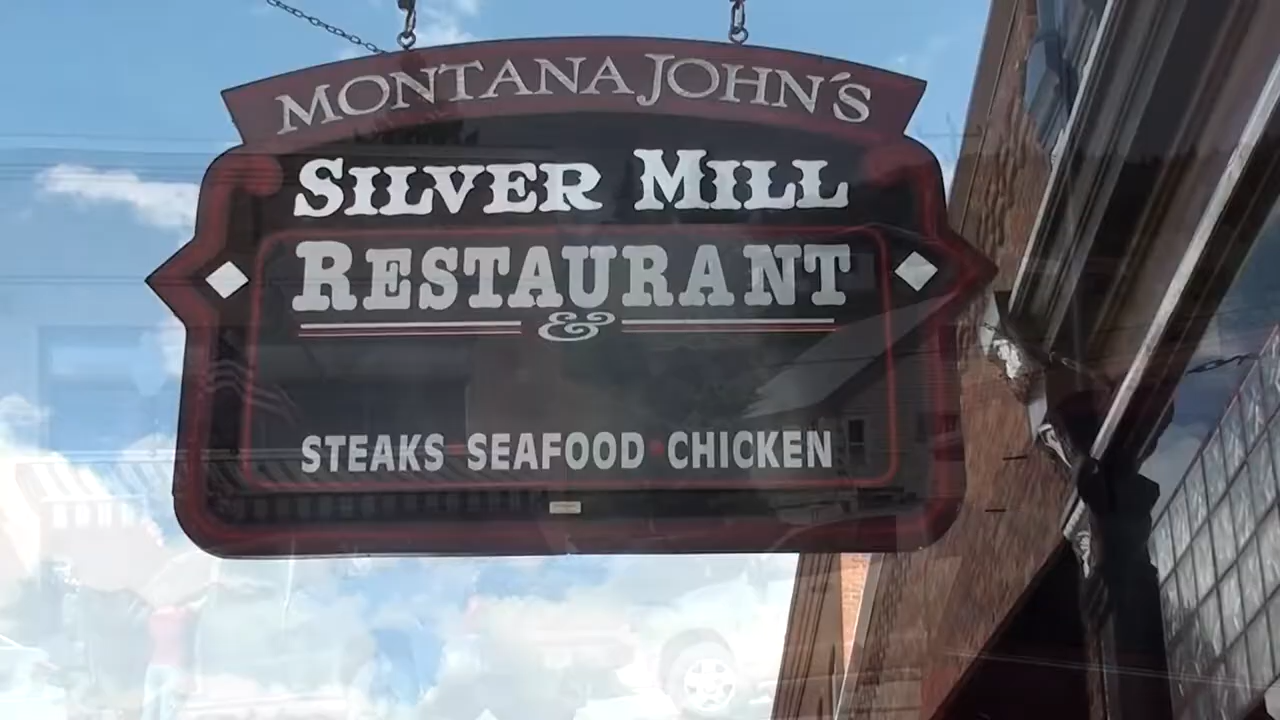 MONTANA JOHN'S
SILVER MILL
RESTAURANT
&
STEAKS SEAFOOD CHICKEN